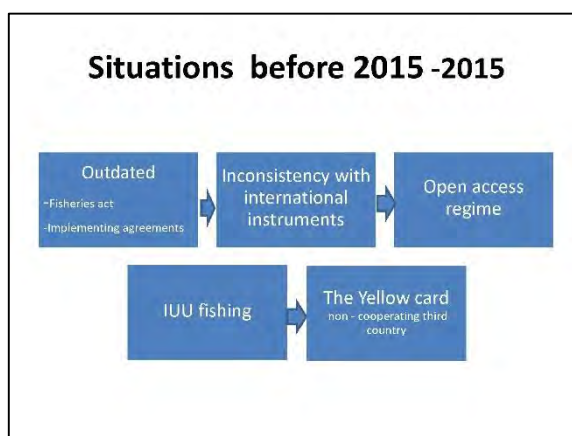 Situations before 2015 -2015
Outdated
-Fisheries act
-Implementing agreements
Inconsistency with
international
instruments
Open access
regime
IUU fishing
The Yellow card
non - cooperating third
country